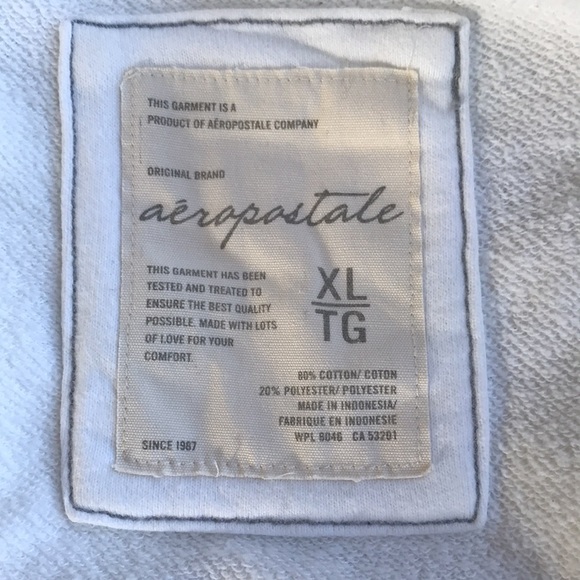 THIS GARMENT IS A
PRODUCT OF AÉROPOSTALE COMPANY
ORIGINAL BRAND
aéropostale
THIS GARMENT HAS BEEN
TESTED AND TREATED TO
ENSURE THE BEST QUALITY
POSSIBLE. MADE WITH LOTS
OF LOVE FOR YOUR
COMFORT.
XL
TG
80% COTTON/ COTON
20% POLYESTER/ POLYESTER
MADE IN INDONESIA/
FABRIQUE EN INDONESIE
WPL 8046 CA 53201
SINCE 1987